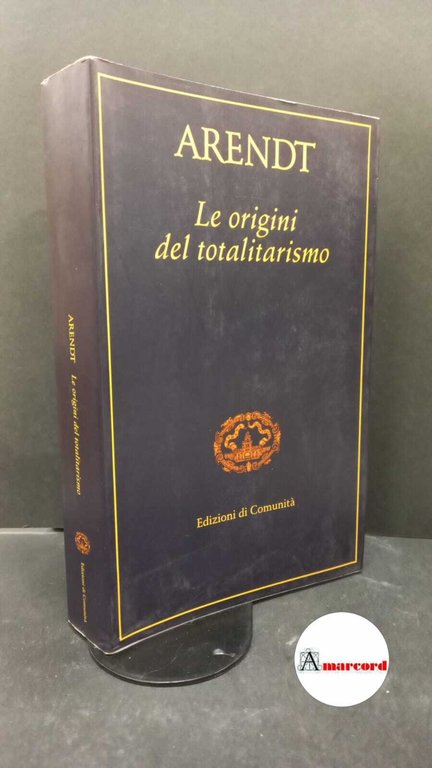 ARENDT
Le origini
del totalitarismo
Edizioni di Comunità
ARENDT Le origini del totalitarismo
Edizioni di Comunità
Amarcord